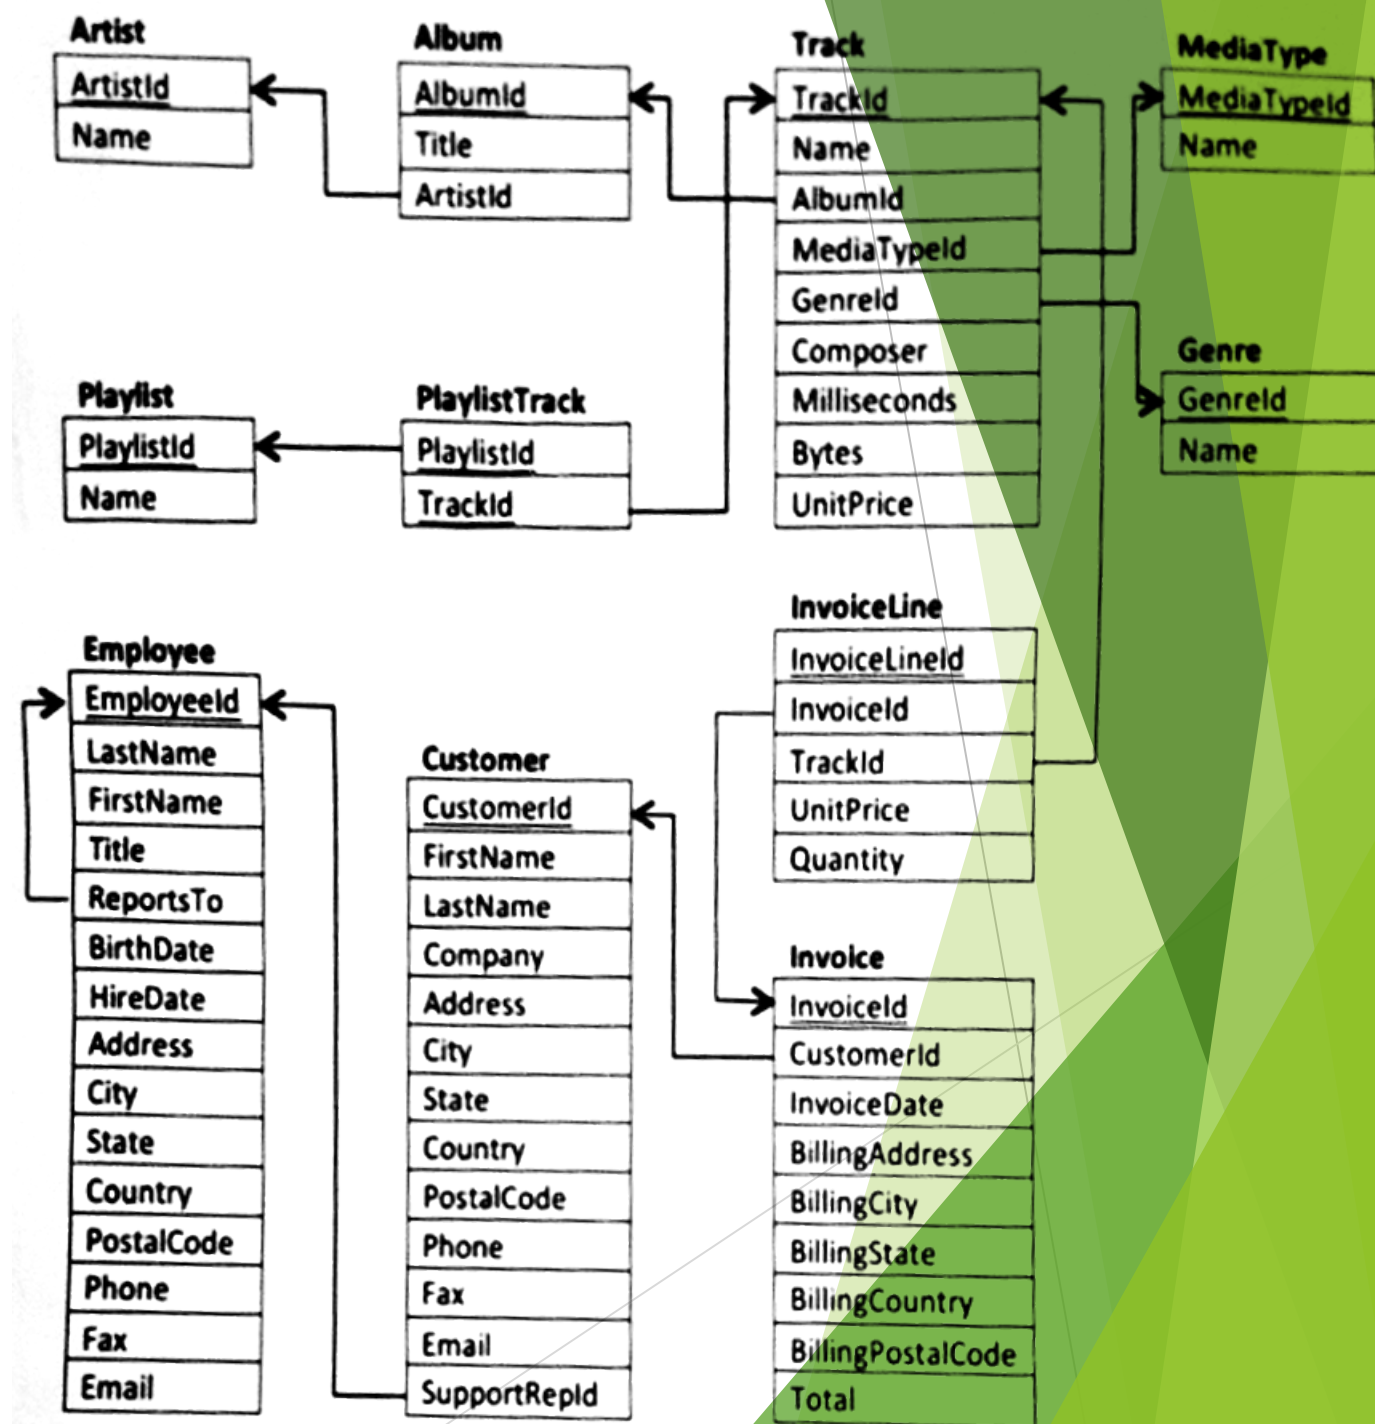 Artist
ArtistId
Name
Album
AlbumId
Title
ArtistId
Track
TrackId
Name
AlbumId
MediaTypeId
GenreId
Composer
Milliseconds
Bytes
UnitPrice
MediaType
MediaTypeId
Name
Genre
GenreId
Name
Playlist
PlaylistId
Name
PlaylistTrack
PlaylistId
TrackId
Employee
EmployeeId
LastName
FirstName
Title
ReportsTo
BirthDate
HireDate
Address
City
State
Country
PostalCode
Phone
Fax
Email
Customer
CustomerId
FirstName
LastName
Company
Address
City
State
Country
PostalCode
Phone
Fax
Email
SupportRepId
InvoiceLine
InvoiceLineId
InvoiceId
TrackId
UnitPrice
Quantity
Invoice
InvoiceId
CustomerId
InvoiceDate
BillingAddress
BillingCity
BillingState
BillingCountry
BillingPostalCode
Total